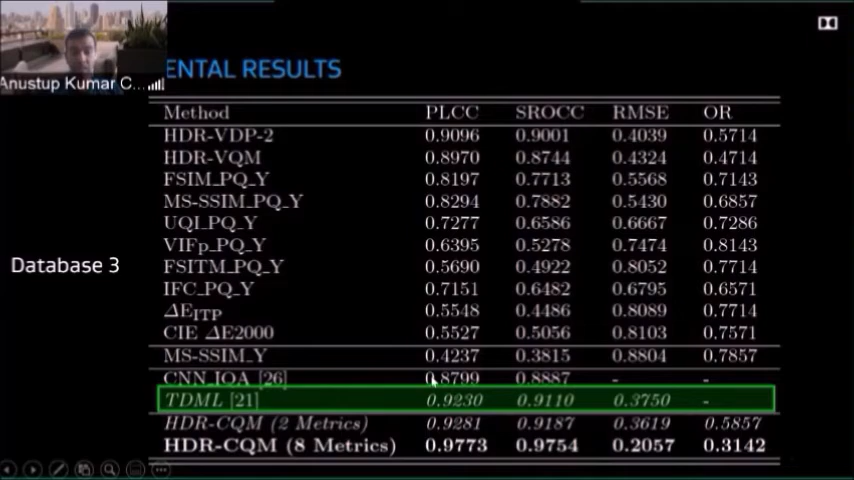 Anustup Kumar C...
ENTAL RESULTS
Method PLCC SROCC RMSE OR
HDR-VDP-2 0.9096 0.9001 0.4039 0.5714
HDR-VQM 0.8970 0.8744 0.4324 0.4714
FSIM_PQ_Y 0.8197 0.7713 0.5568 0.7143
MS-SSIM_PQ_Y 0.8294 0.7882 0.5430 0.6857
UQI_PQ_Y 0.7277 0.6586 0.6667 0.7286
VIFp_PQ_Y 0.6395 0.5278 0.7474 0.8143
Database 3
FSITM_PQ_Y 0.5690 0.4922 0.8052 0.7714
IFC_PQ_Y 0.7151 0.6482 0.6795 0.6571
ΔE_ITP 0.5548 0.4486 0.8089 0.7714
CIE ΔE2000 0.5527 0.5056 0.8103 0.7571
MS-SSIM_Y 0.4237 0.3815 0.8804 0.7857
CNN_IQA [26] 0.8799 0.8887 - -
TDML [21] 0.9230 0.9110 0.3750 -
HDR-CQM (2 Metrics) 0.9281 0.9187 0.3619 0.5857
HDR-CQM (8 Metrics) 0.9773 0.9754 0.2057 0.3142